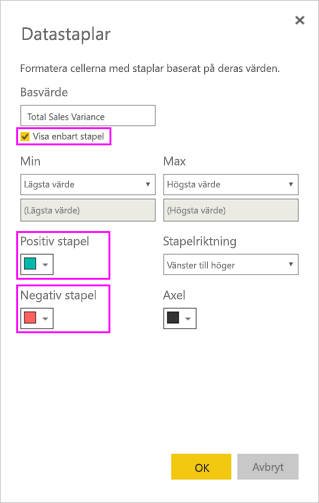 Datastaplar
Formatera cellerna med staplar baserat på deras värden.
Basvärde
Total Sales Variance
Visa enbart stapel
Min Max
Lägsta värde Högsta värde
(Lägsta värde) (Högsta värde)
Positiv stapel Stapelriktning
Vänster till höger
Negativ stapel Axel
OK Avbryt